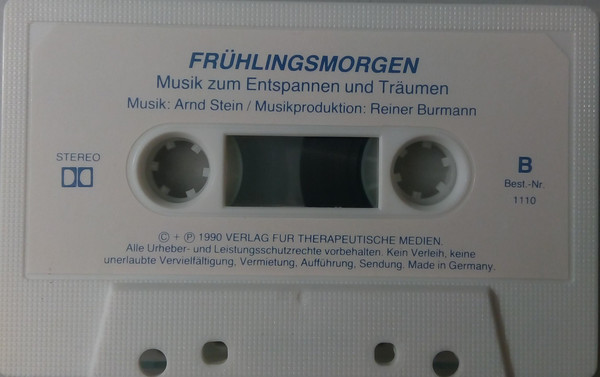 FRÜHLINGSMORGEN
Musik zum Entspannen und Träumen
Musik: Arnd Stein / Musikproduktion: Reiner Burmann
STEREO
B
Best.-Nr.
1110
© + ℗ 1990 VERLAG FUR THERAPEUTISCHE MEDIEN.
Alle Urheber- und Leistungsschutzrechte vorbehalten. Kein Verleih, keine
unerlaubte Vervielfältigung, Vermietung, Aufführung, Sendung. Made in Germany.